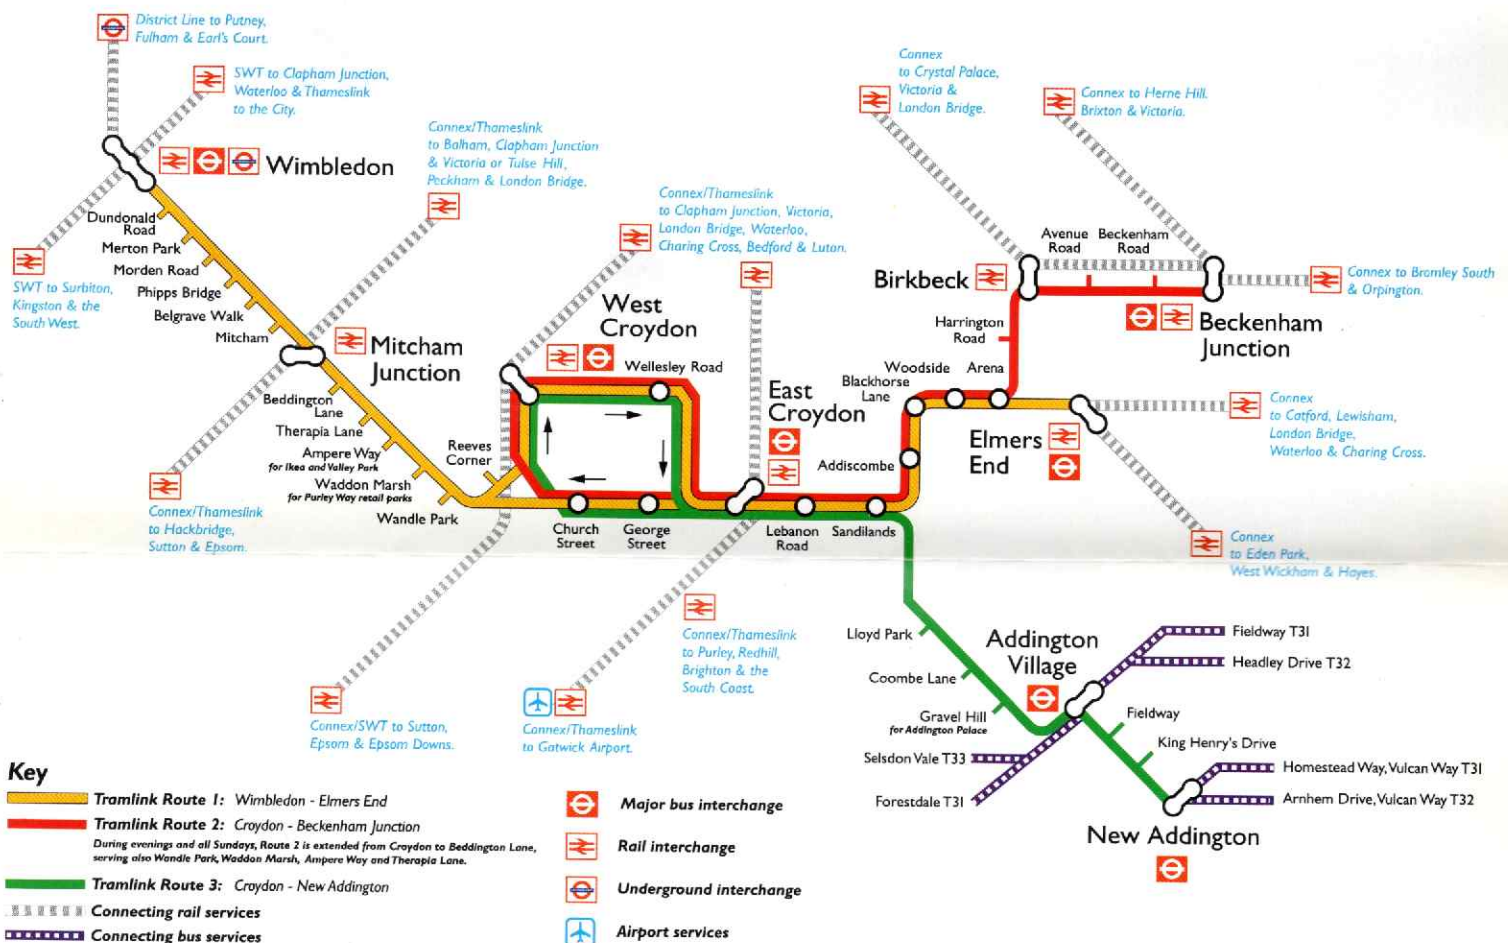 District Line to Putney,
Fulham & Earl's Court.
SWT to Clapham Junction,
Waterloo & Thameslink
to the City.
Wimbledon
Dundonald
Road
Merton Park
Morden Road
Phipps Bridge
Belgrave Walk
Mitcham
SWT to Surbiton,
Kingston & the
South West.
Connex/Thameslink
to Balham, Clapham Junction
& Victoria or Tulse Hill,
Peckham & London Bridge.
Mitcham
Junction
Beddington
Lane
Therapia Lane
Ampere Way
for Ikea and Valley Park
Waddon Marsh
for Purley Way retail parks
Wandle Park
Reeves
Corner
Connex/Thameslink
to Hackbridge,
Sutton & Epsom.
Connex/Thameslink
to Clapham Junction, Victoria,
London Bridge, Waterloo,
Charing Cross, Bedford & Luton.
West
Croydon
Wellesley Road
Church
Street
George
Street
East
Croydon
Lebanon
Road
Sandilands
Addiscombe
Blackhorse
Lane
Woodside
Arena
Harrington
Road
Birkbeck
Avenue
Road
Beckenham
Road
Beckenham
Junction
Connex
to Crystal Palace,
Victoria &
London Bridge.
Connex to Herne Hill.
Brixton & Victoria.
Connex to Bromley South
& Orpington.
Elmers
End
Connex
to Catford, Lewisham,
London Bridge,
Waterloo & Charing Cross.
Connex
to Eden Park,
West Wickham & Hayes.
Connex/SWT to Sutton,
Epsom & Epsom Downs.
Connex/Thameslink
to Gatwick Airport.
Connex/Thameslink
to Purley, Redhill,
Brighton & the
South Coast.
Lloyd Park
Coombe Lane
Gravel Hill
for Addington Palace
Addington
Village
Selsdon Vale T33
Forestdale T31
Fieldway T31
Headley Drive T32
Fieldway
King Henry's Drive
Homestead Way, Vulcan Way T31
Arnhem Drive, Vulcan Way T32
New Addington
Key
Tramlink Route 1: Wimbledon - Elmers End
Tramlink Route 2: Croydon - Beckenham Junction
During evenings and all Sundays, Route 2 is extended from Croydon to Beddington Lane,
serving also Wandle Park, Waddon Marsh, Ampere Way and Therapia Lane.
Tramlink Route 3: Croydon - New Addington
Connecting rail services
Connecting bus services
Major bus interchange
Rail interchange
Underground interchange
Airport services